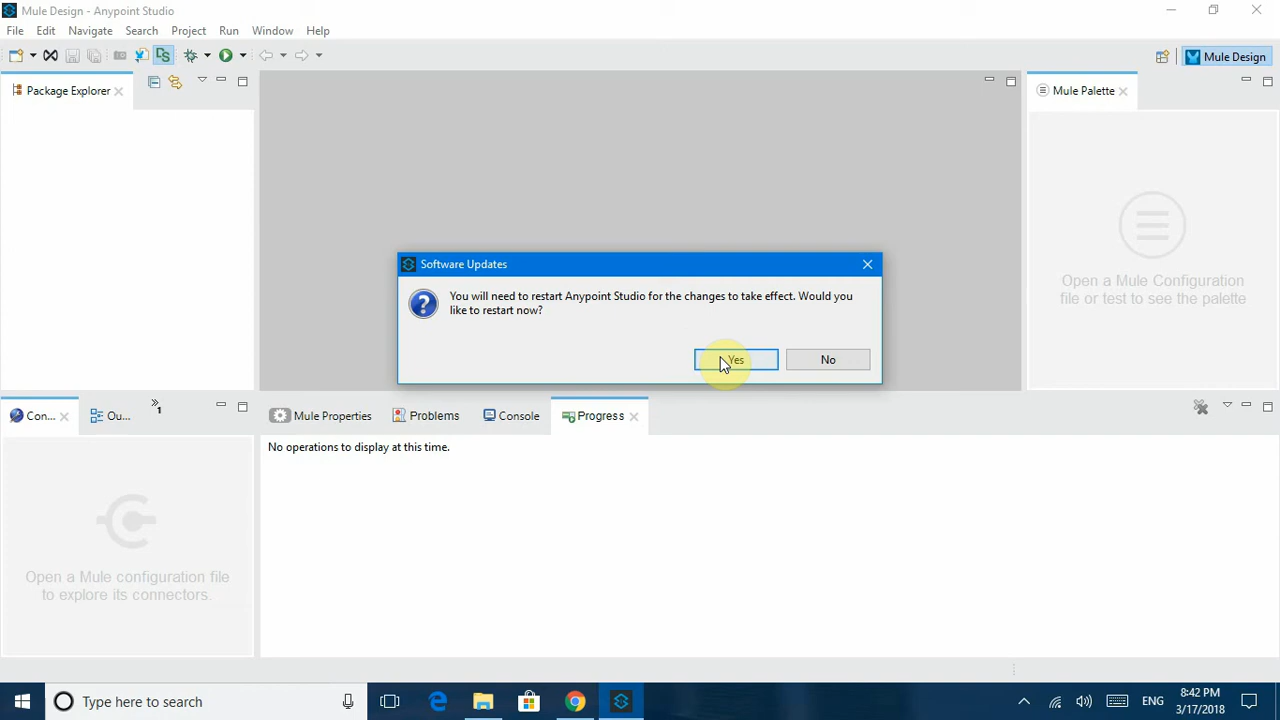 Mule Design - Anypoint Studio
File Edit Navigate Search Project Run Window Help
Mule Design
Package Explorer
Mule Palette
Open a Mule Configuration
file or test to see the palette
Software Updates
You will need to restart Anypoint Studio for the changes to take effect. Would you
like to restart now?
Yes No
Con... Ou... »1
Mule Properties Problems Console Progress
No operations to display at this time.
Open a Mule configuration file
to explore its connectors.
Type here to search
ENG
8:42 PM
3/17/2018